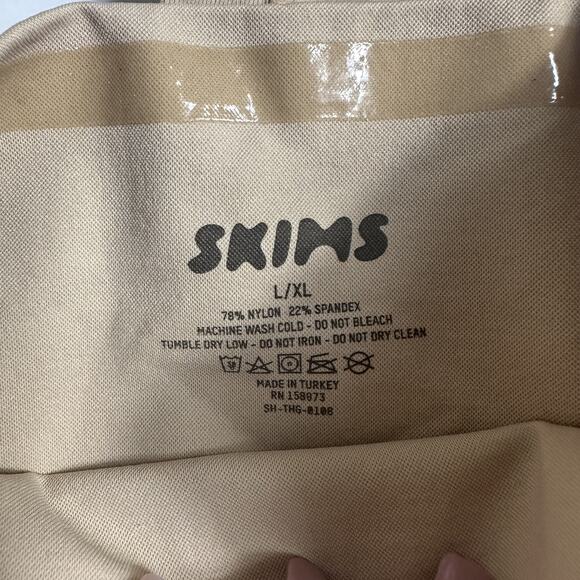 SKIMS
L/XL
78% NYLON 22% SPANDEX
MACHINE WASH COLD - DO NOT BLEACH
TUMBLE DRY LOW - DO NOT IRON - DO NOT DRY CLEAN
MADE IN TURKEY
RN 158973
SH-THG-0108